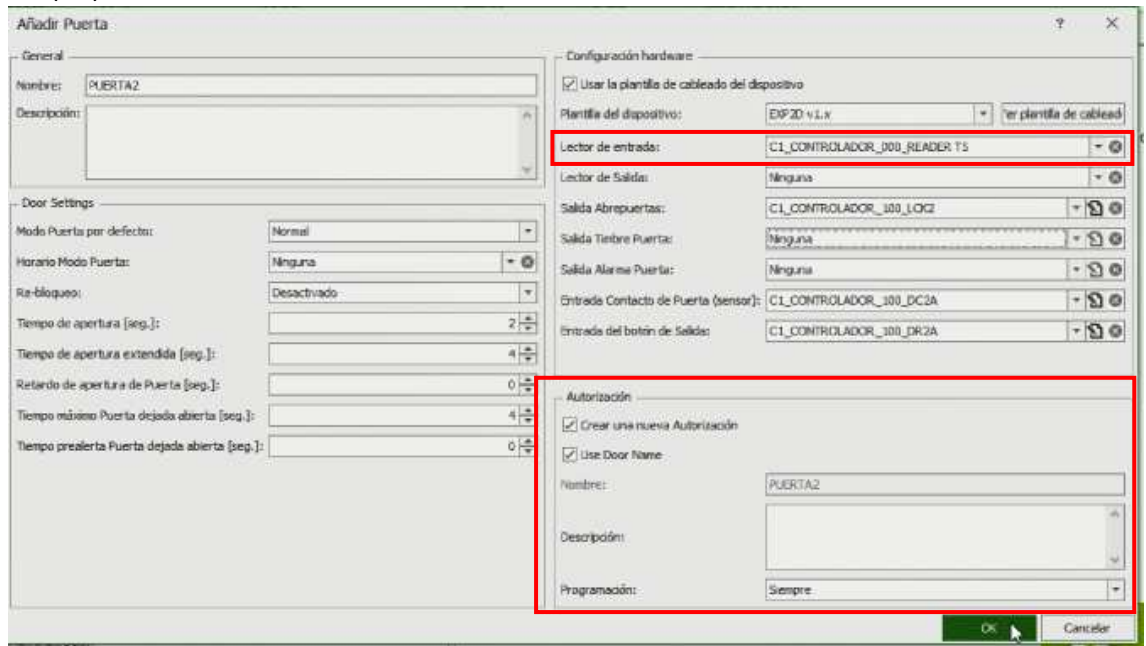 Añadir Puerta
? ×
General
Nombre: PUERTA2
Descripción:
Door Settings
Modo Puerta por defecto: Normal
Horario Modo Puerta: Ninguna
Re-bloqueo: Desactivado
Tiempo de apertura [seg.]: 2
Tiempo de apertura extendida [seg.]: 4
Retardo de apertura de Puerta [seg.]: 0
Tiempo máximo Puerta dejada abierta [seg.]: 4
Tiempo prealerta Puerta dejada abierta [seg.]: 0
Configuración hardware
Usar la plantilla de cableado del dispositivo
Plantilla del dispositivo: EXP2D v1.x er plantilla de cablead
Lector de entrada: C1_CONTROLADOR_000_READER TS
Lector de Salida: Ninguna
Salida Abrepuertas: C1_CONTROLADOR_100_LCK2
Salida Timbre Puerta: Ninguna
Salida Alarma Puerta: Ninguna
Entrada Contacto de Puerta (sensor): C1_CONTROLADOR_100_DC2A
Entrada del botón de Salida: C1_CONTROLADOR_100_DR2A
Autorización
Crear una nueva Autorización
Use Door Name
Nombre: PUERTA2
Descripción:
Programación: Siempre
OK Cancelar